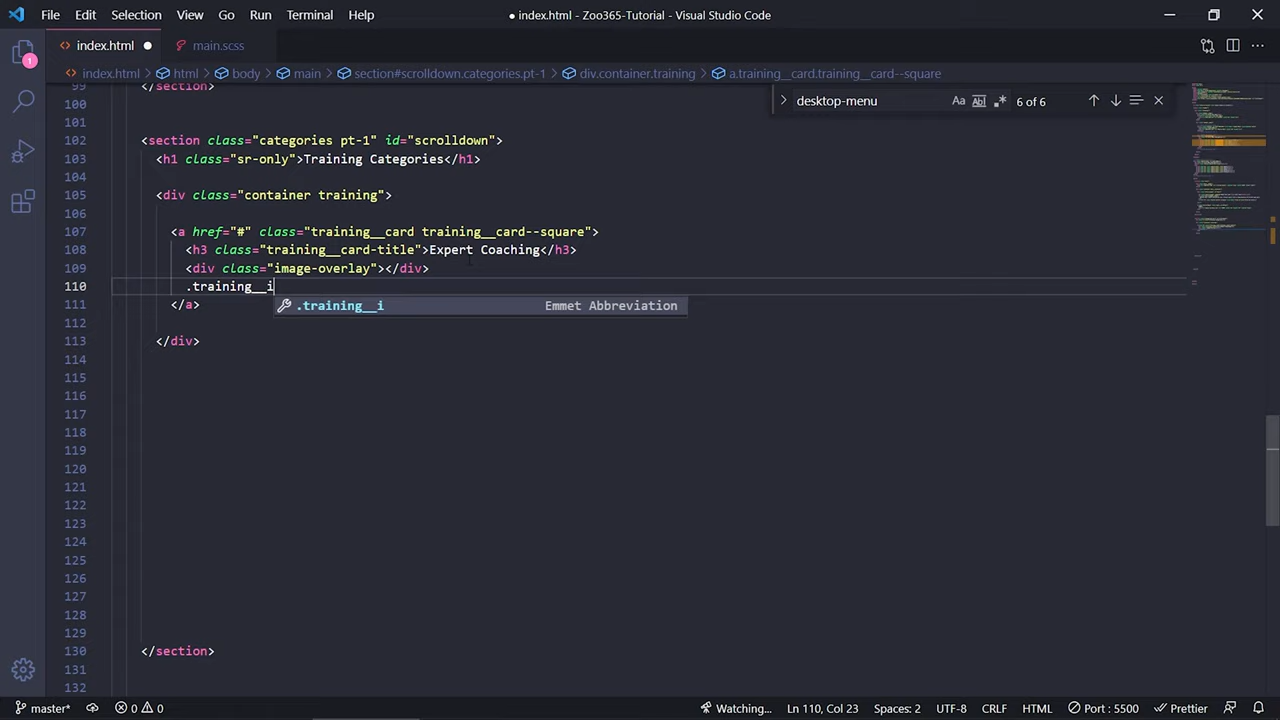 File Edit Selection View Go Run Terminal Help ● index.html - Zoo365-Tutorial - Visual Studio Code
<> index.html ● main.scss
<> index.html > html > body > main > section#scrolldown.categories.pt-1 > div.container.training > a.training__card.training__card--square
desktop-menu Aa ab .* 6 of 6
99 </section>
100
101
102 <section class="categories pt-1" id="scrolldown">
103 <h1 class="sr-only">Training Categories</h1>
104
105 <div class="container training">
106
107 <a href="#" class="training__card training__card--square">
108 <h3 class="training__card-title">Expert Coaching</h3>
109 <div class="image-overlay"></div>
110 .training__i
.training__i Emmet Abbreviation
111 </a>
112
113 </div>
114
115
116
117
118
119
120
121
122
123
124
125
126
127
128
129
130 </section>
131
132
1
master* 0 0 Watching... Ln 110, Col 23 Spaces: 2 UTF-8 CRLF HTML Port : 5500 Prettier